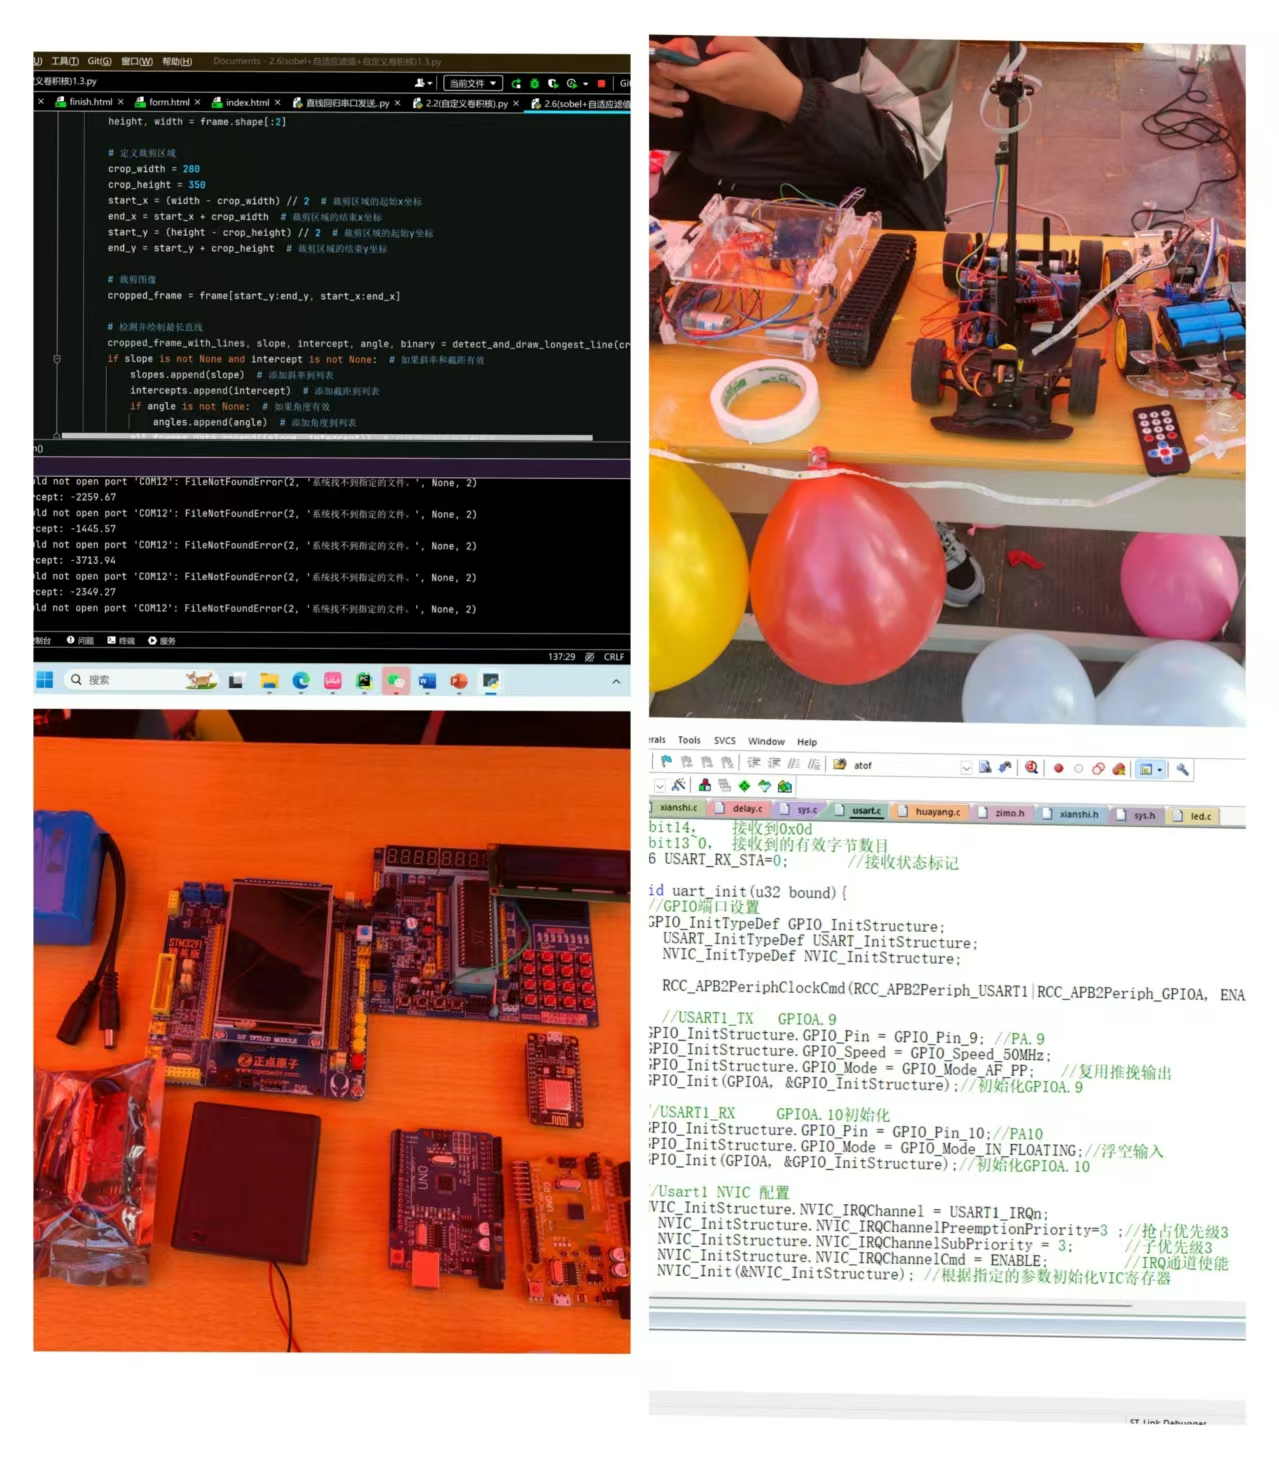 U) 工具(T) Git(G) 窗口(W) 帮助(H) Documents - 2.6(sobel+自适应滤值+自定义卷积核)1.3.py
义卷积核)1.3.py
当前文件
Git
finish.html
form.html
index.html
直线回归串口发送..py
2.2(自定义卷积核).py
2.6(sobel+自适应滤值
height, width = frame.shape[:2]
# 定义裁剪区域
crop_width = 280
crop_height = 350
start_x = (width - crop_width) // 2 # 裁剪区域的起始x坐标
end_x = start_x + crop_width # 裁剪区域的结束x坐标
start_y = (height - crop_height) // 2 # 裁剪区域的起始y坐标
end_y = start_y + crop_height # 裁剪区域的结束y坐标
# 裁剪图像
cropped_frame = frame[start_y:end_y, start_x:end_x]
# 检测并绘制最长直线
cropped_frame_with_lines, slope, intercept, angle, binary = detect_and_draw_longest_line(cr
if slope is not None and intercept is not None: # 如果斜率和截距有效
slopes.append(slope) # 添加斜率到列表
intercepts.append(intercept) # 添加截距到列表
if angle is not None: # 如果角度有效
angles.append(angle) # 添加角度到列表
uld not open port 'COM12': FileNotFoundError(2, '系统找不到指定的文件。', None, 2)
rcept: -2259.67
uld not open port 'COM12': FileNotFoundError(2, '系统找不到指定的文件。', None, 2)
rcept: -1445.57
uld not open port 'COM12': FileNotFoundError(2, '系统找不到指定的文件。', None, 2)
rcept: -3713.94
uld not open port 'COM12': FileNotFoundError(2, '系统找不到指定的文件。', None, 2)
rcept: -2349.27
uld not open port 'COM12': FileNotFoundError(2, '系统找不到指定的文件。', None, 2)
制台 问题 终端 服务
137:29 CRLF
搜索
STM32F1
精英版
2.8' TFTLCD MODULE
正点原子
www.openedv.com
UNO
UNO
erals Tools SVCS Window Help
atof
xianshi.c delay.c sys.c usart.c huayang.c zimo.h xianshi.h sys.h led.c
bit14, 接收到0x0d
bit13~0, 接收到的有效字节数目
6 USART_RX_STA=0; //接收状态标记
id uart_init(u32 bound){
//GPIO端口设置
GPIO_InitTypeDef GPIO_InitStructure;
USART_InitTypeDef USART_InitStructure;
NVIC_InitTypeDef NVIC_InitStructure;
RCC_APB2PeriphClockCmd(RCC_APB2Periph_USART1|RCC_APB2Periph_GPIOA, ENA
//USART1_TX GPIOA.9
GPIO_InitStructure.GPIO_Pin = GPIO_Pin_9; //PA.9
GPIO_InitStructure.GPIO_Speed = GPIO_Speed_50MHz;
GPIO_InitStructure.GPIO_Mode = GPIO_Mode_AF_PP; //复用推挽输出
GPIO_Init(GPIOA, &GPIO_InitStructure);//初始化GPIOA.9
//USART1_RX GPIOA.10初始化
GPIO_InitStructure.GPIO_Pin = GPIO_Pin_10;//PA10
GPIO_InitStructure.GPIO_Mode = GPIO_Mode_IN_FLOATING;//浮空输入
GPIO_Init(GPIOA, &GPIO_InitStructure);//初始化GPIOA.10
//Usart1 NVIC 配置
NVIC_InitStructure.NVIC_IRQChannel = USART1_IRQn;
NVIC_InitStructure.NVIC_IRQChannelPreemptionPriority=3 ;//抢占优先级3
NVIC_InitStructure.NVIC_IRQChannelSubPriority = 3; //子优先级3
NVIC_InitStructure.NVIC_IRQChannelCmd = ENABLE; //IRQ通道使能
NVIC_Init(&NVIC_InitStructure); //根据指定的参数初始化VIC寄存器
ST-Link Debugger